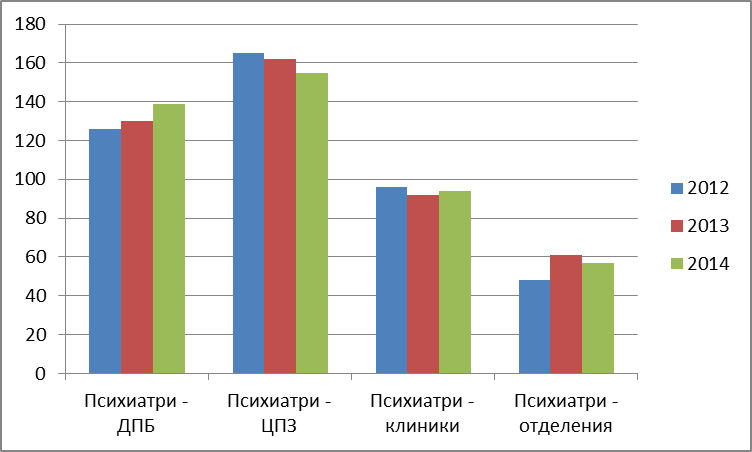 180
160
140
120
100
80
60
40
20
0
Психиатри -
ДПБ
Психиатри -
ЦПЗ
Психиатри -
клиники
Психиатри -
отделения
2012
2013
2014